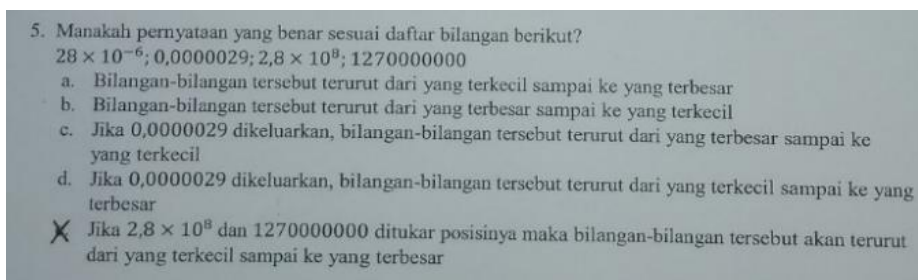 5. Manakah pernyataan yang benar sesuai daftar bilangan berikut?
28 × 10⁻⁶; 0,0000029; 2,8 × 10⁸; 1270000000
a. Bilangan-bilangan tersebut terurut dari yang terkecil sampai ke yang terbesar
b. Bilangan-bilangan tersebut terurut dari yang terbesar sampai ke yang terkecil
c. Jika 0,0000029 dikeluarkan, bilangan-bilangan tersebut terurut dari yang terbesar sampai ke
yang terkecil
d. Jika 0,0000029 dikeluarkan, bilangan-bilangan tersebut terurut dari yang terkecil sampai ke yang
terbesar
Jika 2,8 × 10⁸ dan 1270000000 ditukar posisinya maka bilangan-bilangan tersebut akan terurut
dari yang terkecil sampai ke yang terbesar